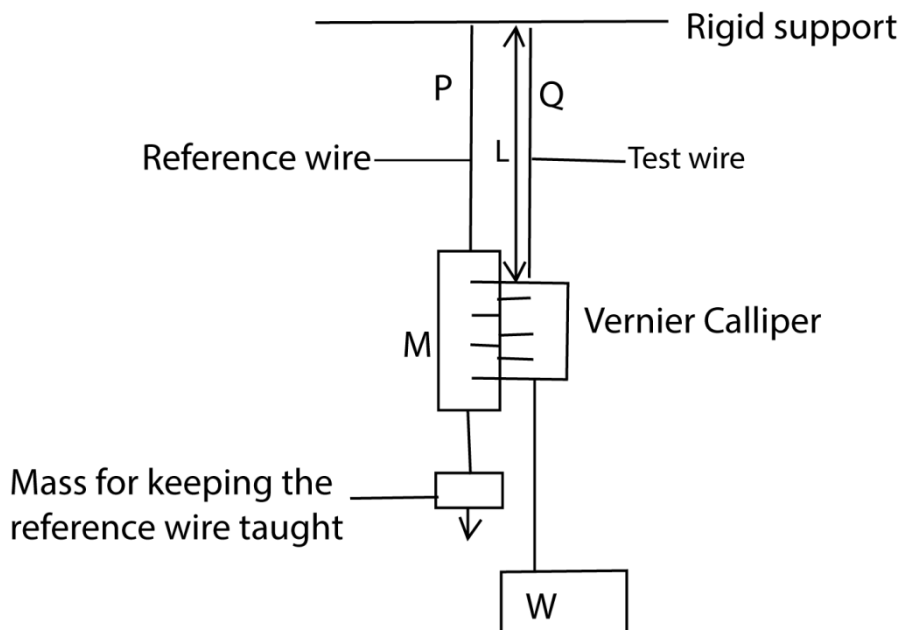 Rigid support
P
Q
Reference wire
L
Test wire
Vernier Calliper
M
Mass for keeping the
reference wire taught
W